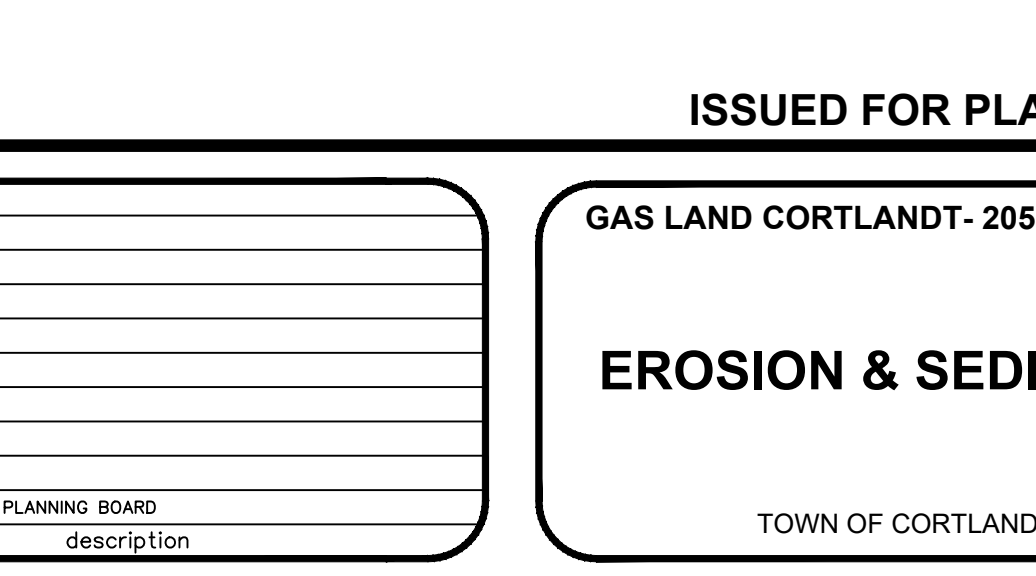 ISSUED FOR PLA
GAS LAND CORTLANDT- 205
EROSION & SEDI
PLANNING BOARD
TOWN OF CORTLAND
description